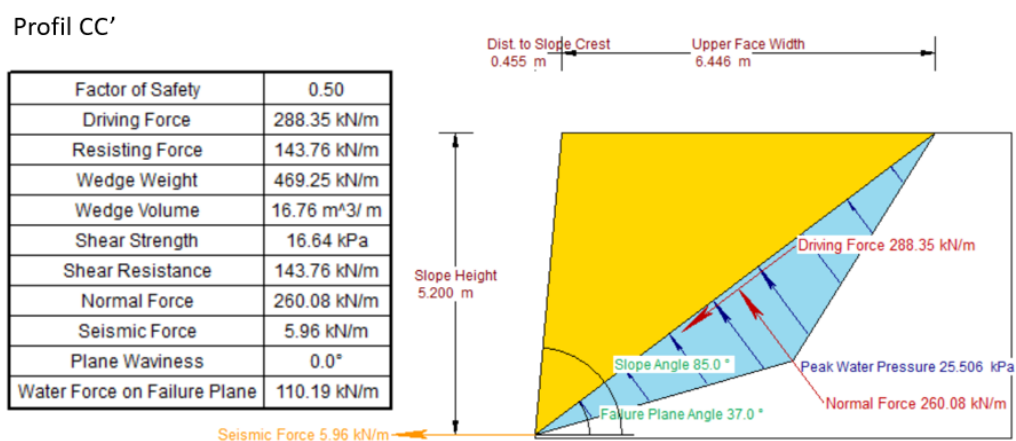 Profil CC’
Dist. to Slope Crest
0.455 m
Upper Face Width
6.446 m
Factor of Safety 0.50
Driving Force 288.35 kN/m
Resisting Force 143.76 kN/m
Wedge Weight 469.25 kN/m
Wedge Volume 16.76 m^3/ m
Shear Strength 16.64 kPa
Shear Resistance 143.76 kN/m
Normal Force 260.08 kN/m
Seismic Force 5.96 kN/m
Plane Waviness 0.0°
Water Force on Failure Plane 110.19 kN/m
Slope Height
5.200 m
Driving Force 288.35 kN/m
Slope Angle 85.0 °
Peak Water Pressure 25.506 kPa
Failure Plane Angle 37.0 °
Normal Force 260.08 kN/m
Seismic Force 5.96 kN/m